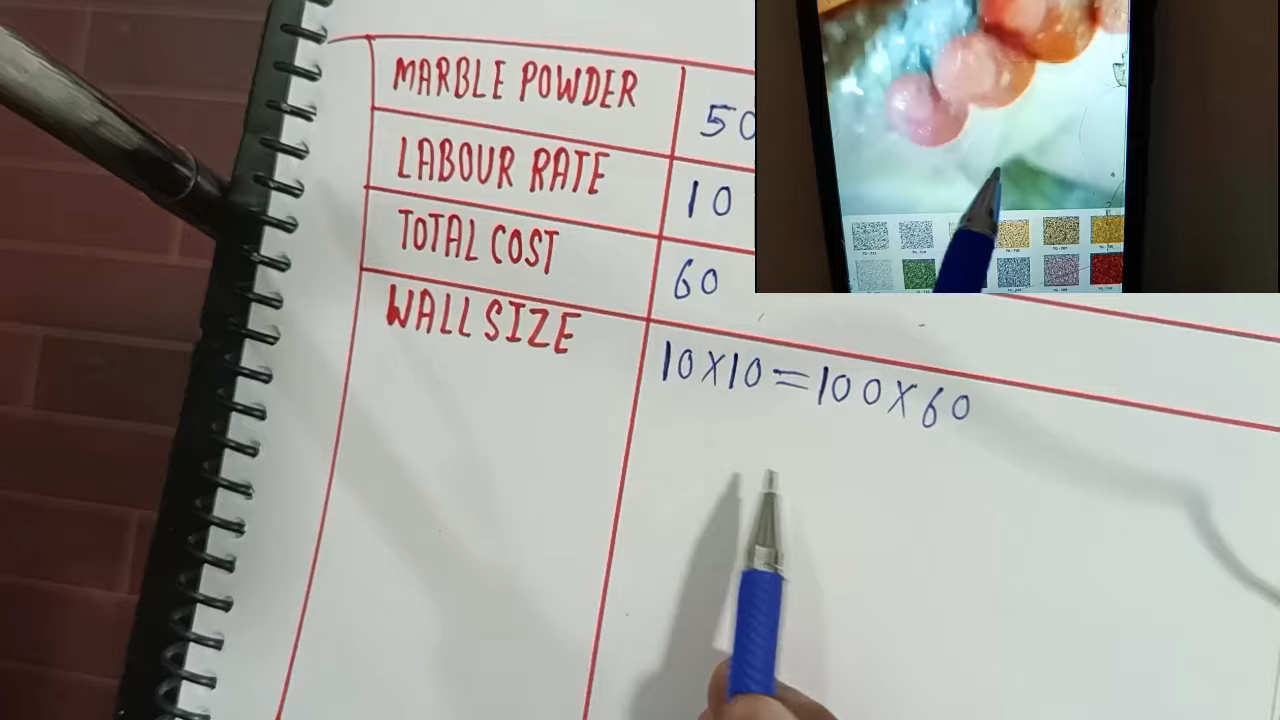 MARBLE POWDER 50
LABOUR RATE 10
TOTAL COST 60
WALL SIZE 10X10=100X60